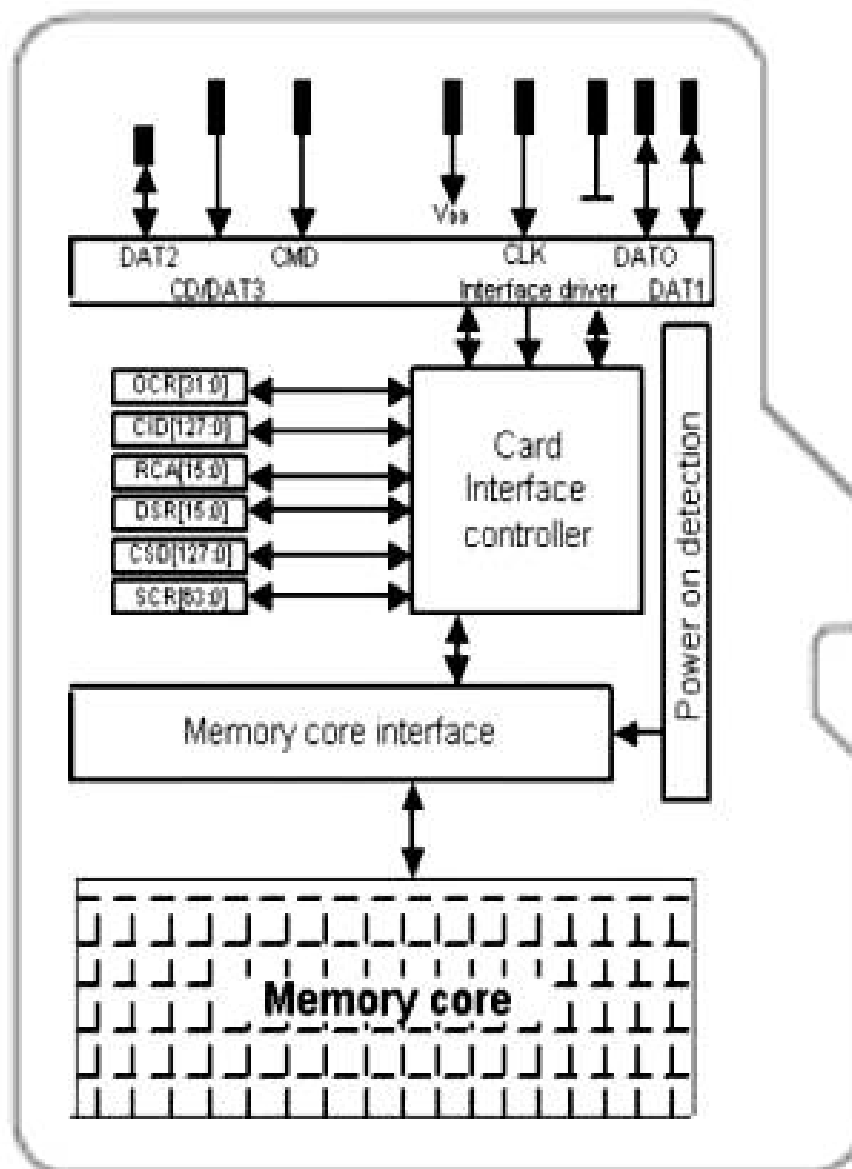 Vss
DAT2
CMD
CLK
DAT0
CD/DAT3
Interface driver
DAT1
OCR[31:0]
CID[127:0]
RCA[15:0]
DSR[15:0]
CSD[127:0]
SCR[63:0]
Card
Interface
controller
Power on detection
Memory core interface
Memory core